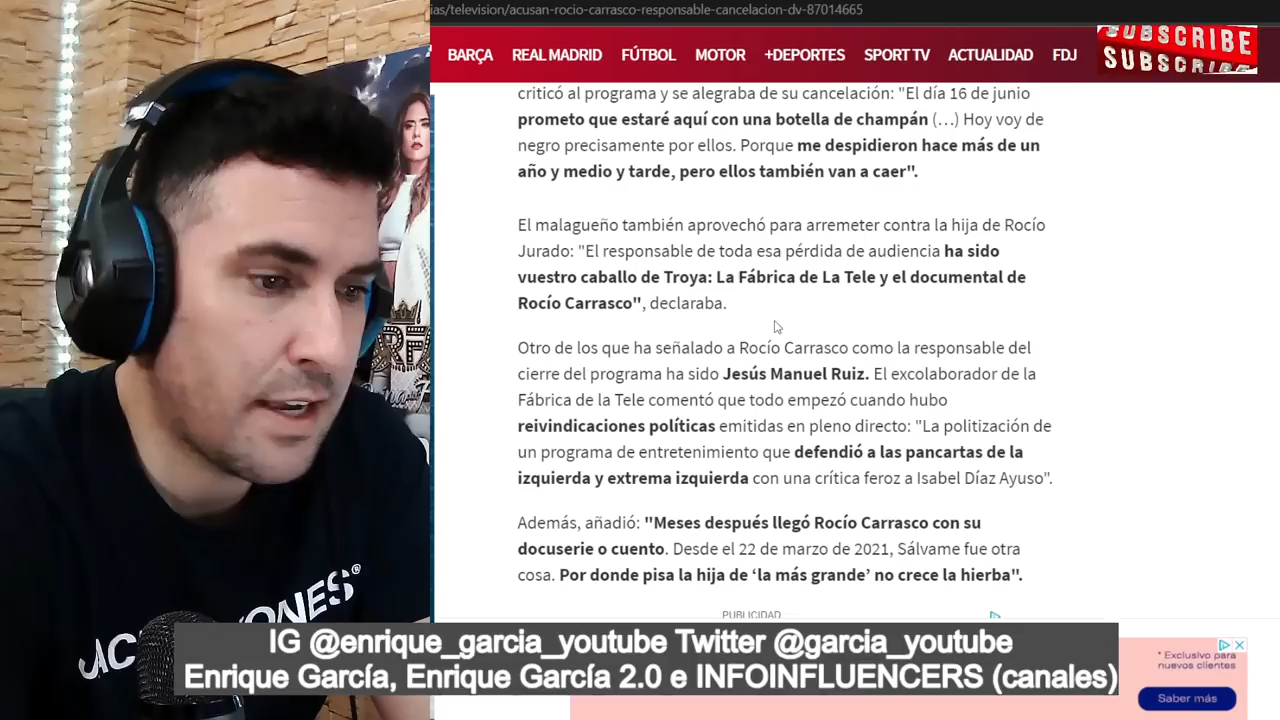 ias/television/acusan-rocio-carrasco-responsable-cancelacion-dv-87014665
BARÇA REAL MADRID FÚTBOL MOTOR +DEPORTES SPORT TV ACTUALIDAD FDJ
SUBSCRIBE
SUBSCRIBE
criticó al programa y se alegraba de su cancelación: "El día 16 de junio
prometo que estaré aquí con una botella de champán (…) Hoy voy de
negro precisamente por ellos. Porque me despidieron hace más de un
año y medio y tarde, pero ellos también van a caer".
El malagueño también aprovechó para arremeter contra la hija de Rocío
Jurado: "El responsable de toda esa pérdida de audiencia ha sido
vuestro caballo de Troya: La Fábrica de La Tele y el documental de
Rocío Carrasco", declaraba.
Otro de los que ha señalado a Rocío Carrasco como la responsable del
cierre del programa ha sido Jesús Manuel Ruiz. El excolaborador de la
Fábrica de la Tele comentó que todo empezó cuando hubo
reivindicaciones políticas emitidas en pleno directo: "La politización de
un programa de entretenimiento que defendió a las pancartas de la
izquierda y extrema izquierda con una crítica feroz a Isabel Díaz Ayuso".
Además, añadió: "Meses después llegó Rocío Carrasco con su
docuserie o cuento. Desde el 22 de marzo de 2021, Sálvame fue otra
cosa. Por donde pisa la hija de ‘la más grande’ no crece la hierba".
PUBLICIDAD
* Exclusivo para
nuevos clientes
Saber más
IG @enrique_garcia_youtube Twitter @garcia_youtube
Enrique García, Enrique García 2.0 e INFOINFLUENCERS (canales)